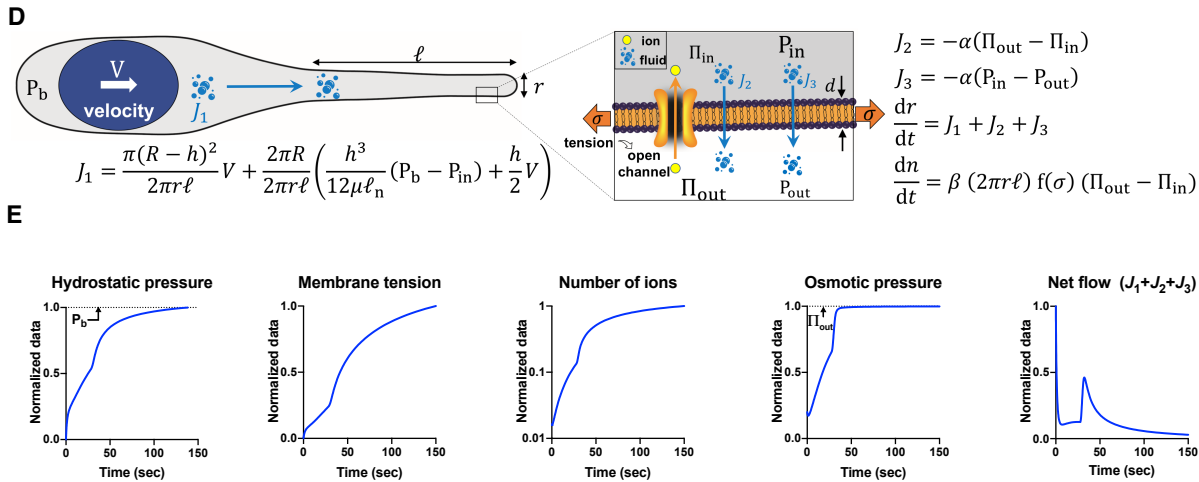 D
P_b
V
velocity
J_1
ℓ
r
J_1 = π(R − h)^2 / 2πrℓ V + 2πR / 2πrℓ ( h^3 / 12μℓ_n (P_b − P_in) + h / 2 V )
ion
fluid
Π_in
P_in
J_2
J_3
d
σ
σ
tension
open
channel
Π_out
P_out
J_2 = −α(Π_out − Π_in)
J_3 = −α(P_in − P_out)
dr / dt = J_1 + J_2 + J_3
dn / dt = β (2πrℓ) f(σ) (Π_out − Π_in)
E
Hydrostatic pressure
Normalized data
1.0
0.5
0.0
P_b
0 50 100 150
Time (sec)
Membrane tension
Normalized data
1.0
0.5
0.0
0 50 100 150
Time (sec)
Number of ions
Normalized data
1
0.1
0.01
0 50 100 150
Time (sec)
Osmotic pressure
Normalized data
1.0
0.5
0.0
Π_out
0 50 100 150
Time (sec)
Net flow (J_1+J_2+J_3)
Normalized data
1.0
0.5
0.0
0 50 100 150
Time (sec)